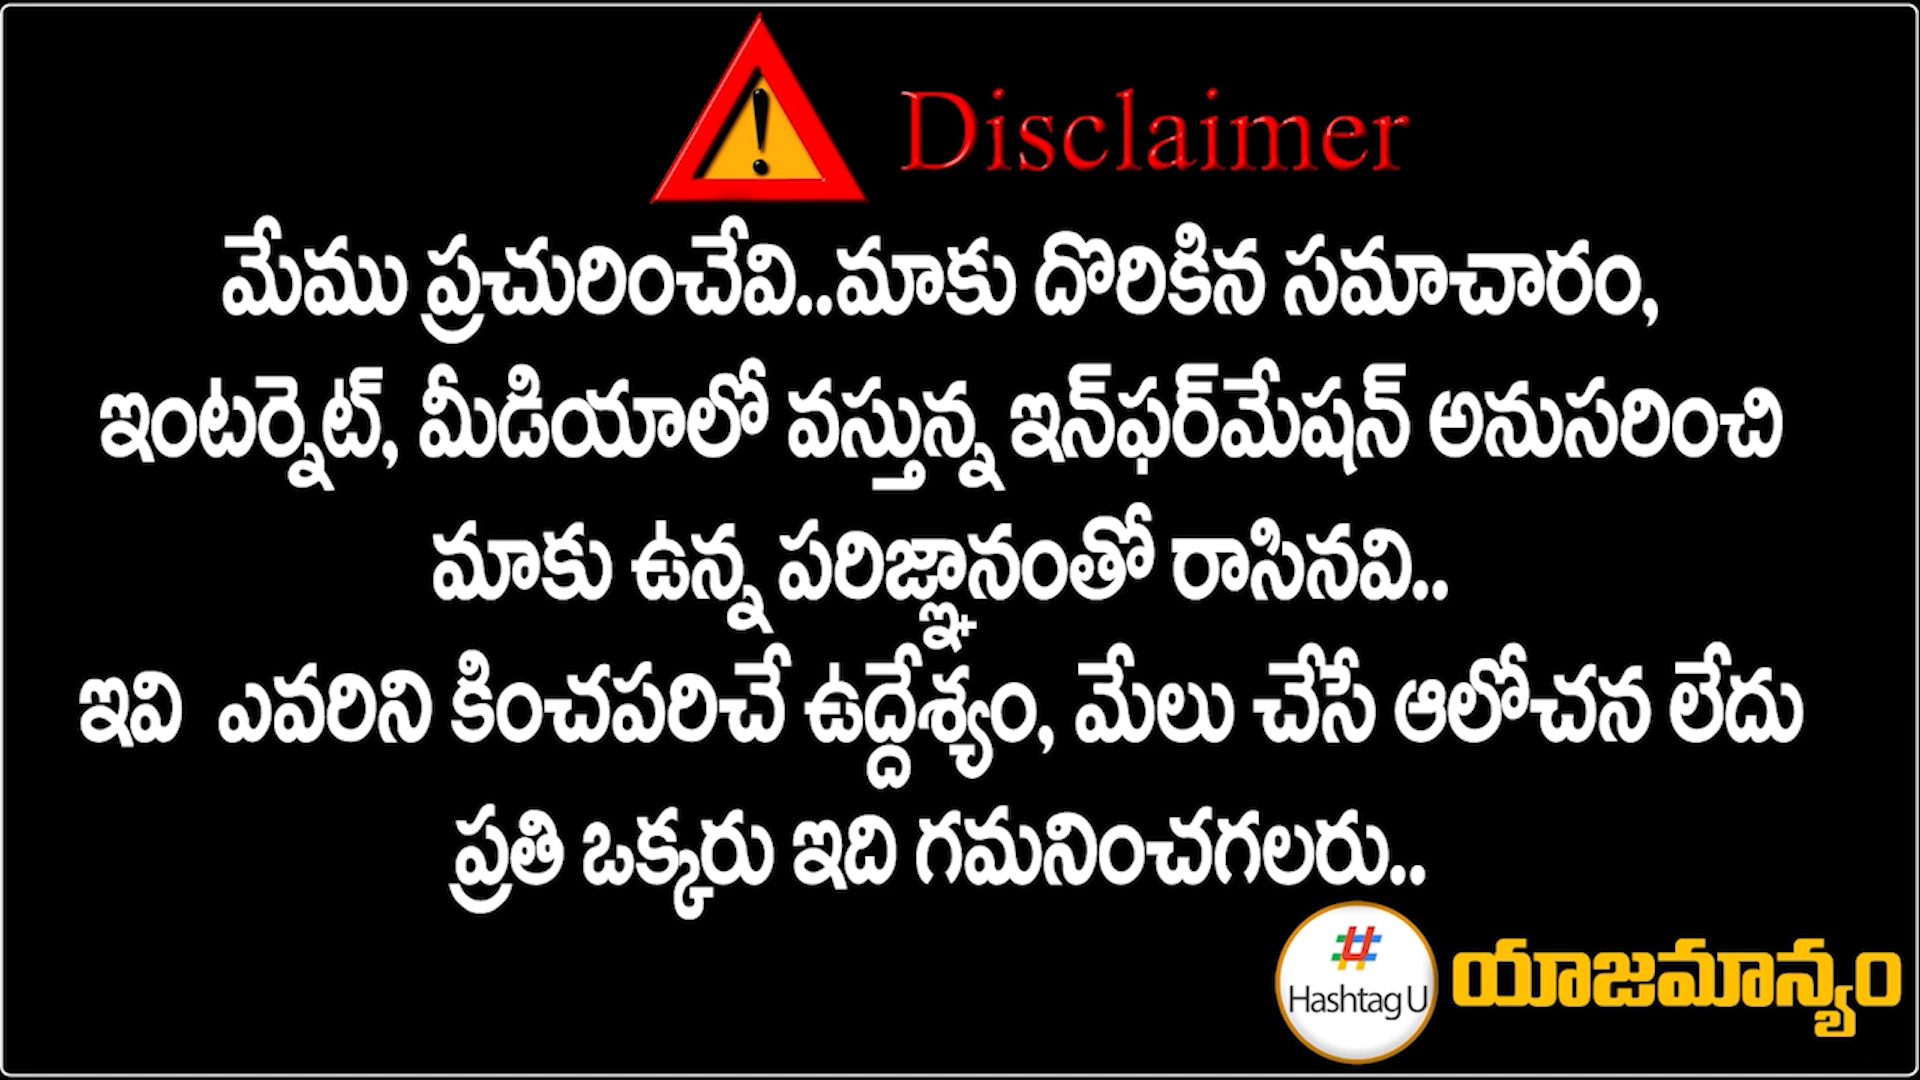 Disclaimer
మేము ప్రచురించేవి..మాకు దొరికిన సమాచారం,
ఇంటర్నెట్, మీడియాలో వస్తున్న ఇన్‌ఫర్‌మేషన్ అనుసరించి
మాకు ఉన్న పరిజ్ఞానంతో రాసినవి..
ఇవి ఎవరిని కించపరిచే ఉద్దేశ్యం, మేలు చేసే ఆలోచన లేదు
ప్రతి ఒక్కరు ఇది గమనించగలరు..
Hashtag U యాజమాన్యం